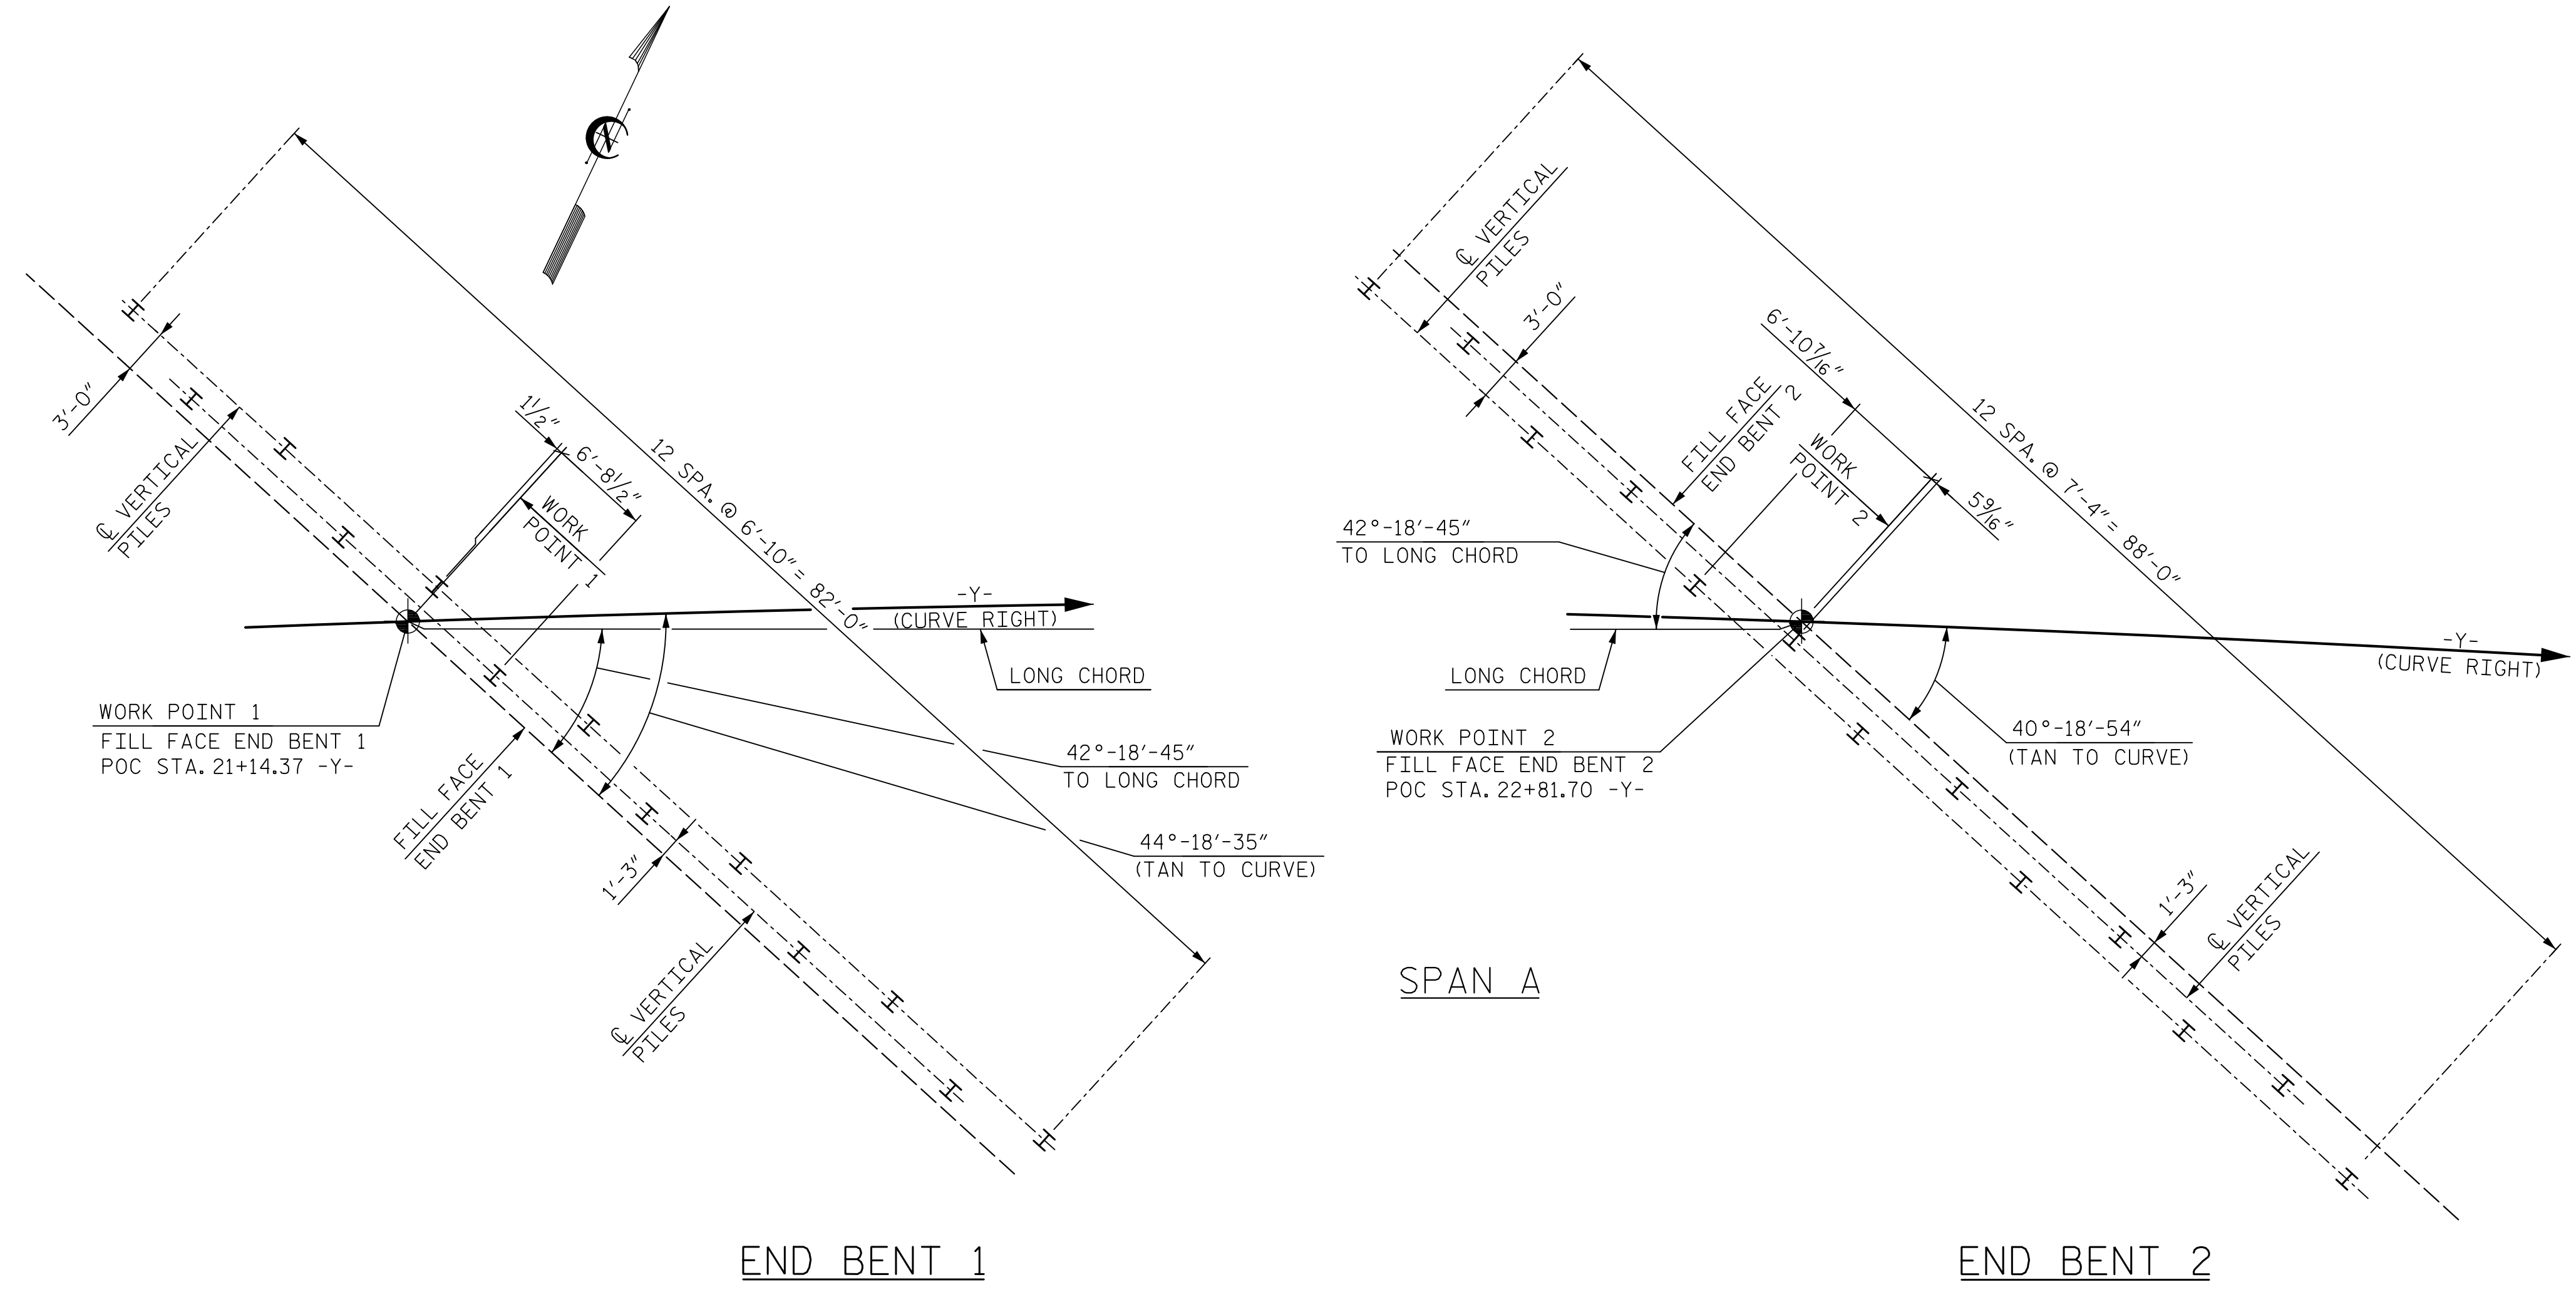 ℄ VERTICAL
PILES
3'-0"
1½"
6'-8½"
WORK
POINT 1
12 SPA. @ 6'-10" = 82'-0"
-Y-
(CURVE RIGHT)
LONG CHORD
WORK POINT 1
FILL FACE END BENT 1
POC STA. 21+14.37 -Y-
FILL FACE
END BENT 1
42°-18'-45"
TO LONG CHORD
44°-18'-35"
(TAN TO CURVE)
1'-3"
℄ VERTICAL
PILES
END BENT 1
SPAN A
℄ VERTICAL
PILES
3'-0"
6'-10 7/16"
FILL FACE
END BENT 2
WORK
POINT 2
5 9/16"
12 SPA. @ 7'-4" = 88'-0"
42°-18'-45"
TO LONG CHORD
LONG CHORD
WORK POINT 2
FILL FACE END BENT 2
POC STA. 22+81.70 -Y-
-Y-
(CURVE RIGHT)
40°-18'-54"
(TAN TO CURVE)
1'-3"
℄ VERTICAL
PILES
END BENT 2